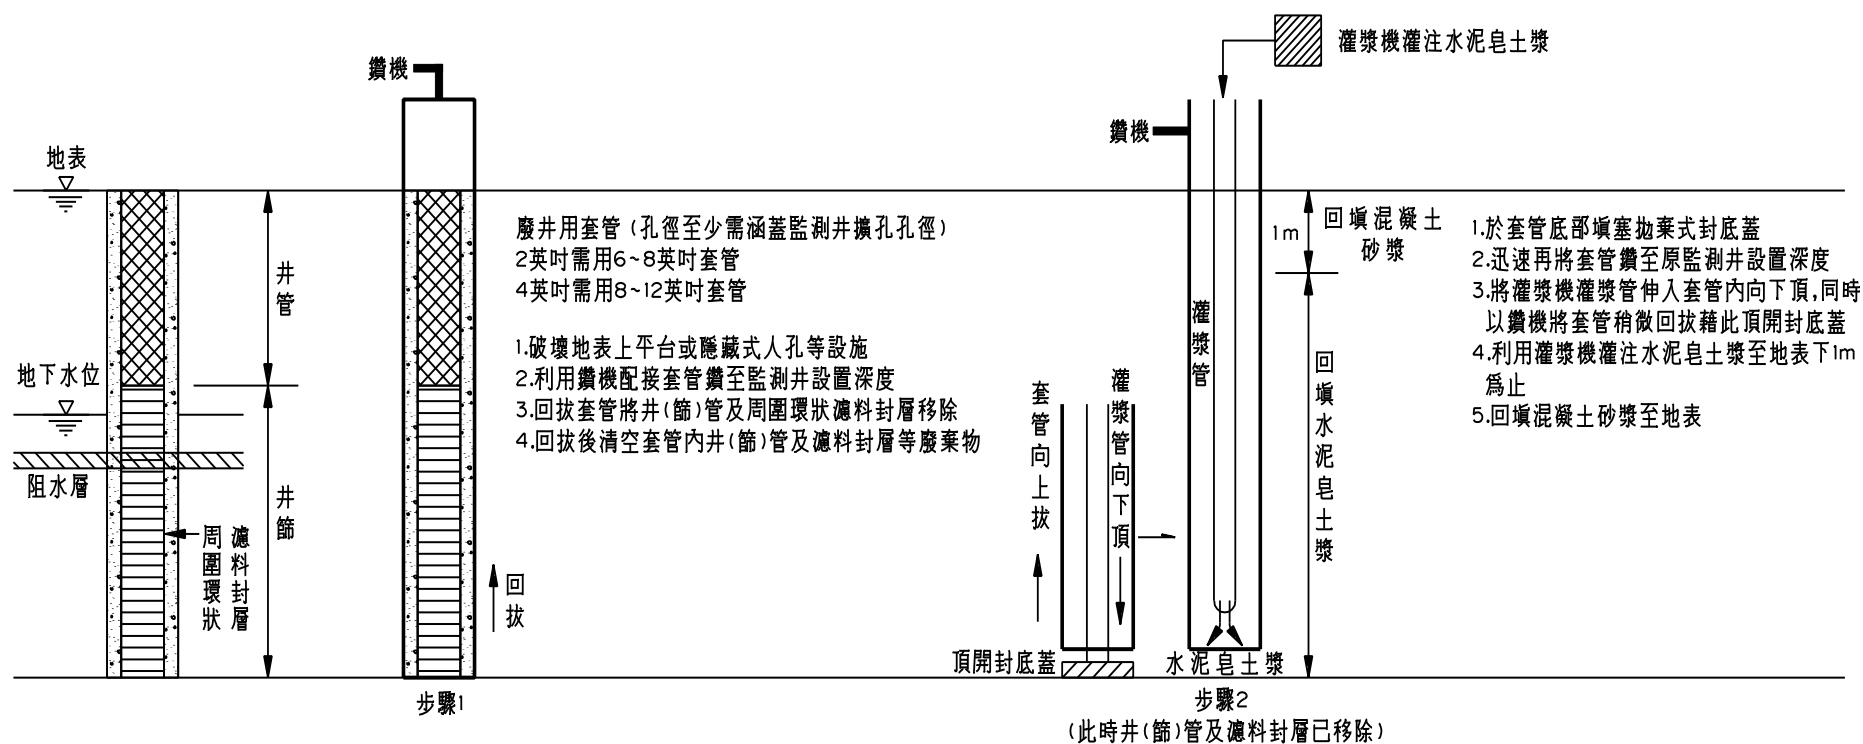 地表
地下水位
阻水層
井管
井篩
周圍環狀
濾料封層
鑽機
回拔
步驟1
廢井用套管(孔徑至少需涵蓋監測井擴孔孔徑)
2英吋需用6~8英吋套管
4英吋需用8~12英吋套管
1.破壞地表上平台或隱藏式人孔等設施
2.利用鑽機配接套管鑽至監測井設置深度
3.回拔套管將井(篩)管及周圍環狀濾料封層移除
4.回拔後清空套管內井(篩)管及濾料封層等廢棄物
套管向上拔
灌漿管向下頂
頂開封底蓋
灌漿機灌注水泥皂土漿
鑽機
灌漿管
水泥皂土漿
1m
回填混凝土
砂漿
回填水泥皂土漿
步驟2
(此時井(篩)管及濾料封層已移除)
1.於套管底部填塞拋棄式封底蓋
2.迅速再將套管鑽至原監測井設置深度
3.將灌漿機灌漿管伸入套管內向下頂,同時
以鑽機將套管稍微回拔藉此頂開封底蓋
4.利用灌漿機灌注水泥皂土漿至地表下1m
為止
5.回填混凝土砂漿至地表